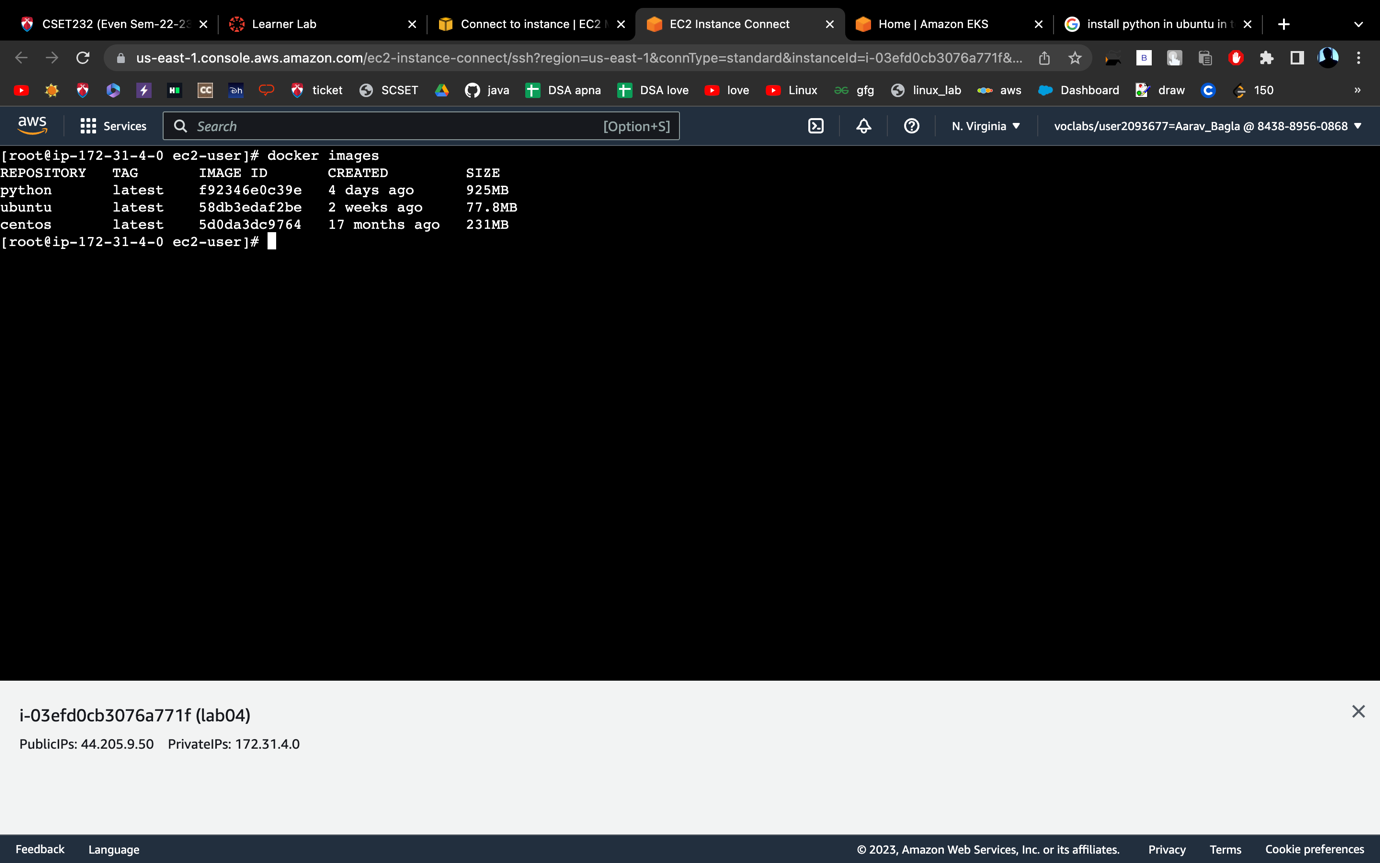 CSET232 (Even Sem-22-23
Learner Lab
Connect to instance | EC2
EC2 Instance Connect
Home | Amazon EKS
install python in ubuntu in
us-east-1.console.aws.amazon.com/ec2-instance-connect/ssh?region=us-east-1&connType=standard&instanceId=i-03efd0cb3076a771f&...
B
H
CC
ticket
SCSET
java
DSA apna
DSA love
love
Linux
gfg
linux_lab
aws
Dashboard
draw
C
150
»
aws
Services
Search
[Option+S]
N. Virginia
voclabs/user2093677=Aarav_Bagla @ 8438-8956-0868
[root@ip-172-31-4-0 ec2-user]# docker images
REPOSITORY TAG IMAGE ID CREATED SIZE
python latest f92346e0c39e 4 days ago 925MB
ubuntu latest 58db3edaf2be 2 weeks ago 77.8MB
centos latest 5d0da3dc9764 17 months ago 231MB
[root@ip-172-31-4-0 ec2-user]#
i-03efd0cb3076a771f (lab04)
PublicIPs: 44.205.9.50 PrivateIPs: 172.31.4.0
Feedback
Language
© 2023, Amazon Web Services, Inc. or its affiliates.
Privacy
Terms
Cookie preferences